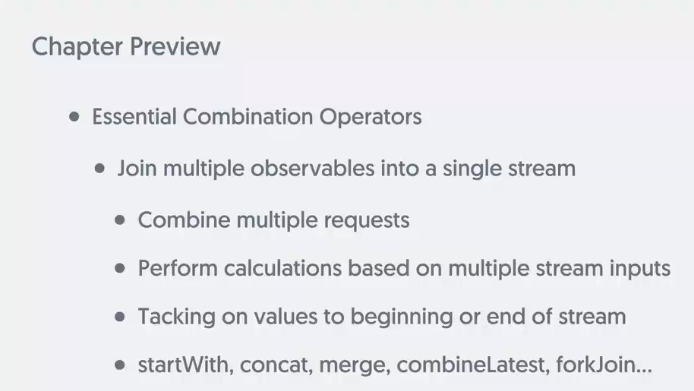 Chapter Preview
• Essential Combination Operators
• Join multiple observables into a single stream
• Combine multiple requests
• Perform calculations based on multiple stream inputs
• Tacking on values to beginning or end of stream
• startWith, concat, merge, combineLatest, forkJoin...